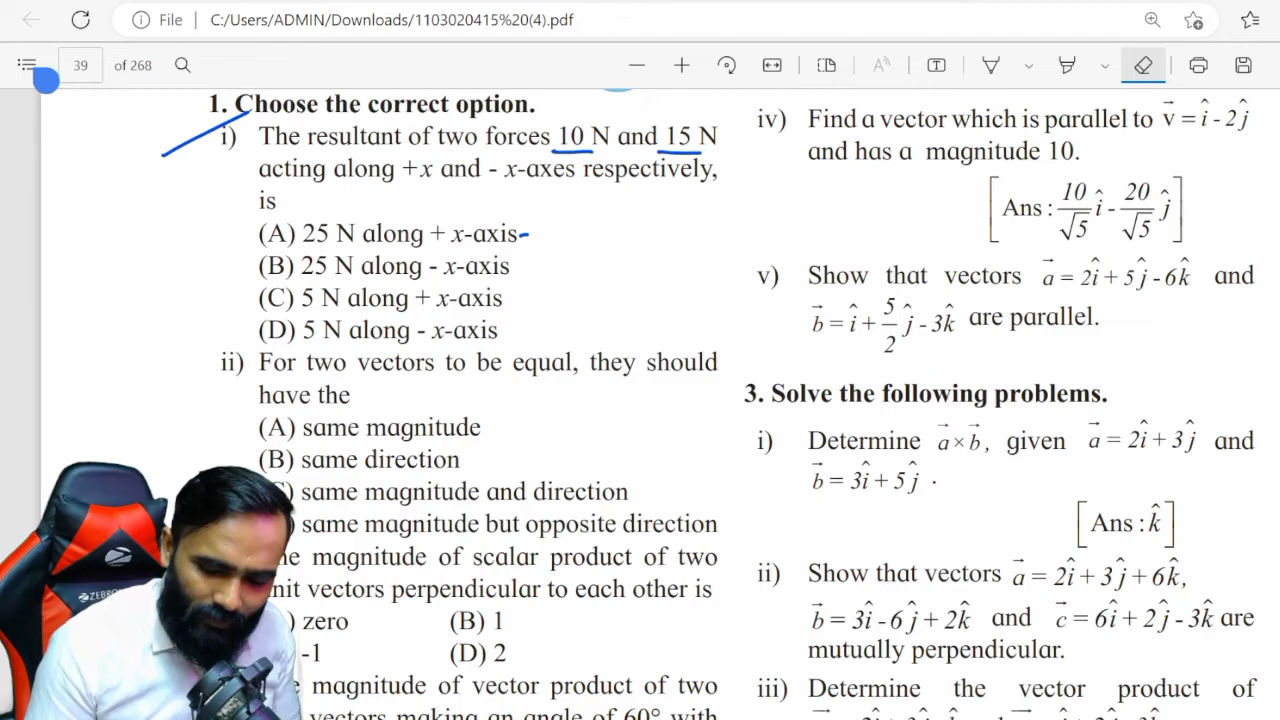 File C:/Users/ADMIN/Downloads/1103020415%20(4).pdf
39 of 268
1. Choose the correct option.
i) The resultant of two forces 10 N and 15 N
acting along +x and - x-axes respectively,
is
(A) 25 N along + x-axis
(B) 25 N along - x-axis
(C) 5 N along + x-axis
(D) 5 N along - x-axis
ii) For two vectors to be equal, they should
have the
(A) same magnitude
(B) same direction
same magnitude and direction
same magnitude but opposite direction
magnitude of scalar product of two
vectors perpendicular to each other is
zero (B) 1
-1 (D) 2
magnitude of vector product of two
vectors making an angle of 60° with
iv) Find a vector which is parallel to v⃗ = î - 2ĵ
and has a magnitude 10.
[Ans : 10/√5 î - 20/√5 ĵ]
v) Show that vectors a⃗ = 2î + 5ĵ - 6k̂ and
b⃗ = î + 5/2 ĵ - 3k̂ are parallel.
3. Solve the following problems.
i) Determine a⃗ × b⃗, given a⃗ = 2î + 3ĵ and
b⃗ = 3î + 5ĵ .
[Ans : k̂]
ii) Show that vectors a⃗ = 2î + 3ĵ + 6k̂,
b⃗ = 3î - 6ĵ + 2k̂ and c⃗ = 6î + 2ĵ - 3k̂ are
mutually perpendicular.
iii) Determine the vector product of